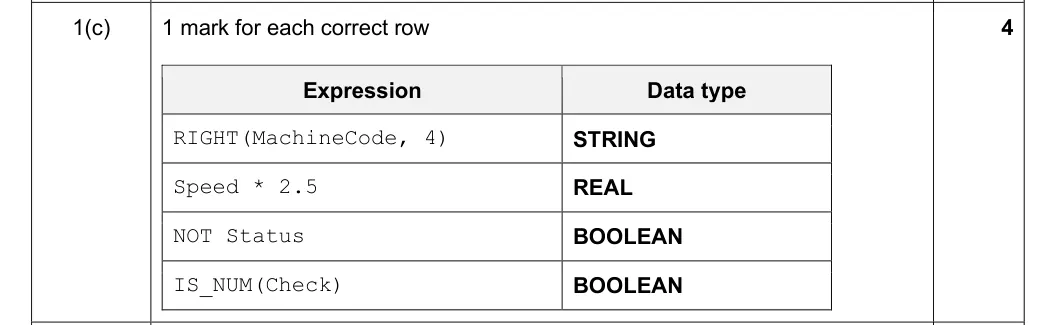 1(c) 1 mark for each correct row 4
Expression Data type
RIGHT(MachineCode, 4) STRING
Speed * 2.5 REAL
NOT Status BOOLEAN
IS_NUM(Check) BOOLEAN